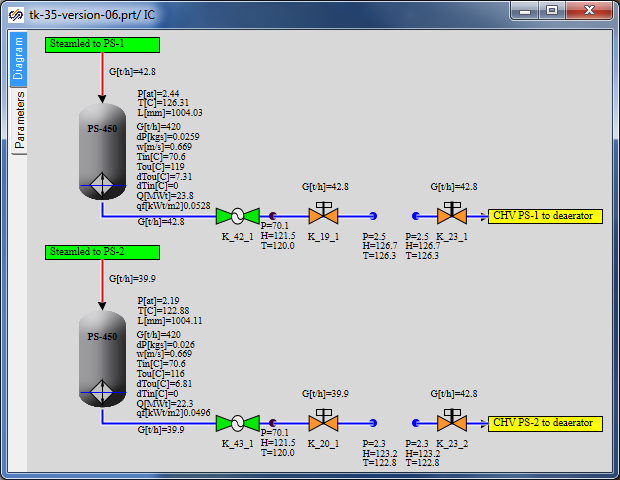 tk-35-version-06.prt/ IC
Diagram
Parameters
Steamled to PS-1
G[t/h]=42.8
PS-450
P[at]=2.44
T[C]=126.31
L[mm]=1004.03
G[t/h]=420
dP[kgs]=0.0259
w[m/s]=0.669
Tin[C]=70.6
Tou[C]=119
dTou[C]=7.31
dTin[C]=0
Q[MWt]=23.8
qf[kWt/m2]0.0528
G[t/h]=42.8
K_42_1
P=70.1
H=121.5
T=120.0
G[t/h]=42.8
K_19_1
P=2.5
H=126.7
T=126.3
P=2.5
H=126.7
T=126.3
G[t/h]=42.8
K_23_1
CHV PS-1 to deaerator
Steamled to PS-2
G[t/h]=39.9
PS-450
P[at]=2.19
T[C]=122.88
L[mm]=1004.11
G[t/h]=420
dP[kgs]=0.026
w[m/s]=0.669
Tin[C]=70.6
Tou[C]=116
dTou[C]=6.81
dTin[C]=0
Q[MWt]=22.3
qf[kWt/m2]0.0496
G[t/h]=39.9
K_43_1
P=70.1
H=121.5
T=120.0
G[t/h]=39.9
K_20_1
P=2.3
H=123.2
T=122.8
P=2.3
H=123.2
T=122.8
G[t/h]=42.8
K_23_2
CHV PS-2 to deaerator